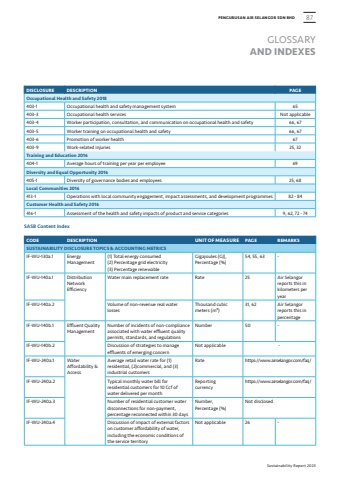 PENGURUSAN AIR SELANGOR SDN BHD 87
GLOSSARY
AND INDEXES
DISCLOSURE DESCRIPTION PAGE
Occupational Health and Safety 2018
403-1 Occupational health and safety management system 65
403-3 Occupational health services Not applicable
403-4 Worker participation, consultation, and communication on occupational health and safety 66, 67
403-5 Worker training on occupational health and safety 66, 67
403-6 Promotion of worker health 67
403-9 Work-related injuries 25, 32
Training and Education 2016
404-1 Average hours of training per year per employee 69
Diversity and Equal Opportunity 2016
405-1 Diversity of governance bodies and employees 25, 68
Local Communities 2016
413-1 Operations with local community engagement, impact assessments, and development programmes 82 - 84
Customer Health and Safety 2016
416-1 Assessment of the health and safety impacts of product and service categories 9, 63, 72 - 74
SASB Content Index
CODE DESCRIPTION UNIT OF MEASURE PAGE REMARKS
SUSTAINABILITY DISCLOSURE TOPICS & ACCOUNTING METRICS
IF-WU-130a.1 Energy Management (1) Total energy consumed Gigajoules (GJ), Percentage (%) 54, 55, 63 -
(2) Percentage grid electricity
(3) Percentage renewable
IF-WU-140a.1 Distribution Network Efficiency Water main replacement rate Rate 25 Air Selangor reports this in kilometers per year
IF-WU-140a.2 Volume of non-revenue real water losses Thousand cubic meters (m³) 31, 62 Air Selangor reports this in percentage
IF-WU-140b.1 Effluent Quality Management Number of incidents of non-compliance associated with water effluent quality permits, standards, and regulations Number 50 -
IF-WU-140b.2 Discussion of strategies to manage effluents of emerging concern Not applicable -
IF-WU-240a.1 Water Affordability & Access Average retail water rate for (1) residential, (2)commercial, and (3) industrial customers Rate https://www.airselangor.com/faq/
IF-WU-240a.2 Typical monthly water bill for residential customers for 10 Ccf of water delivered per month Reporting currency https://www.airselangor.com/faq/
IF-WU-240a.3 Number of residential customer water disconnections for non-payment, percentage reconnected within 30 days Number, Percentage (%) Not disclosed
IF-WU-240a.4 Discussion of impact of external factors on customer affordability of water, including the economic conditions of the service territory Not applicable 26 -
Sustainability Report 2020